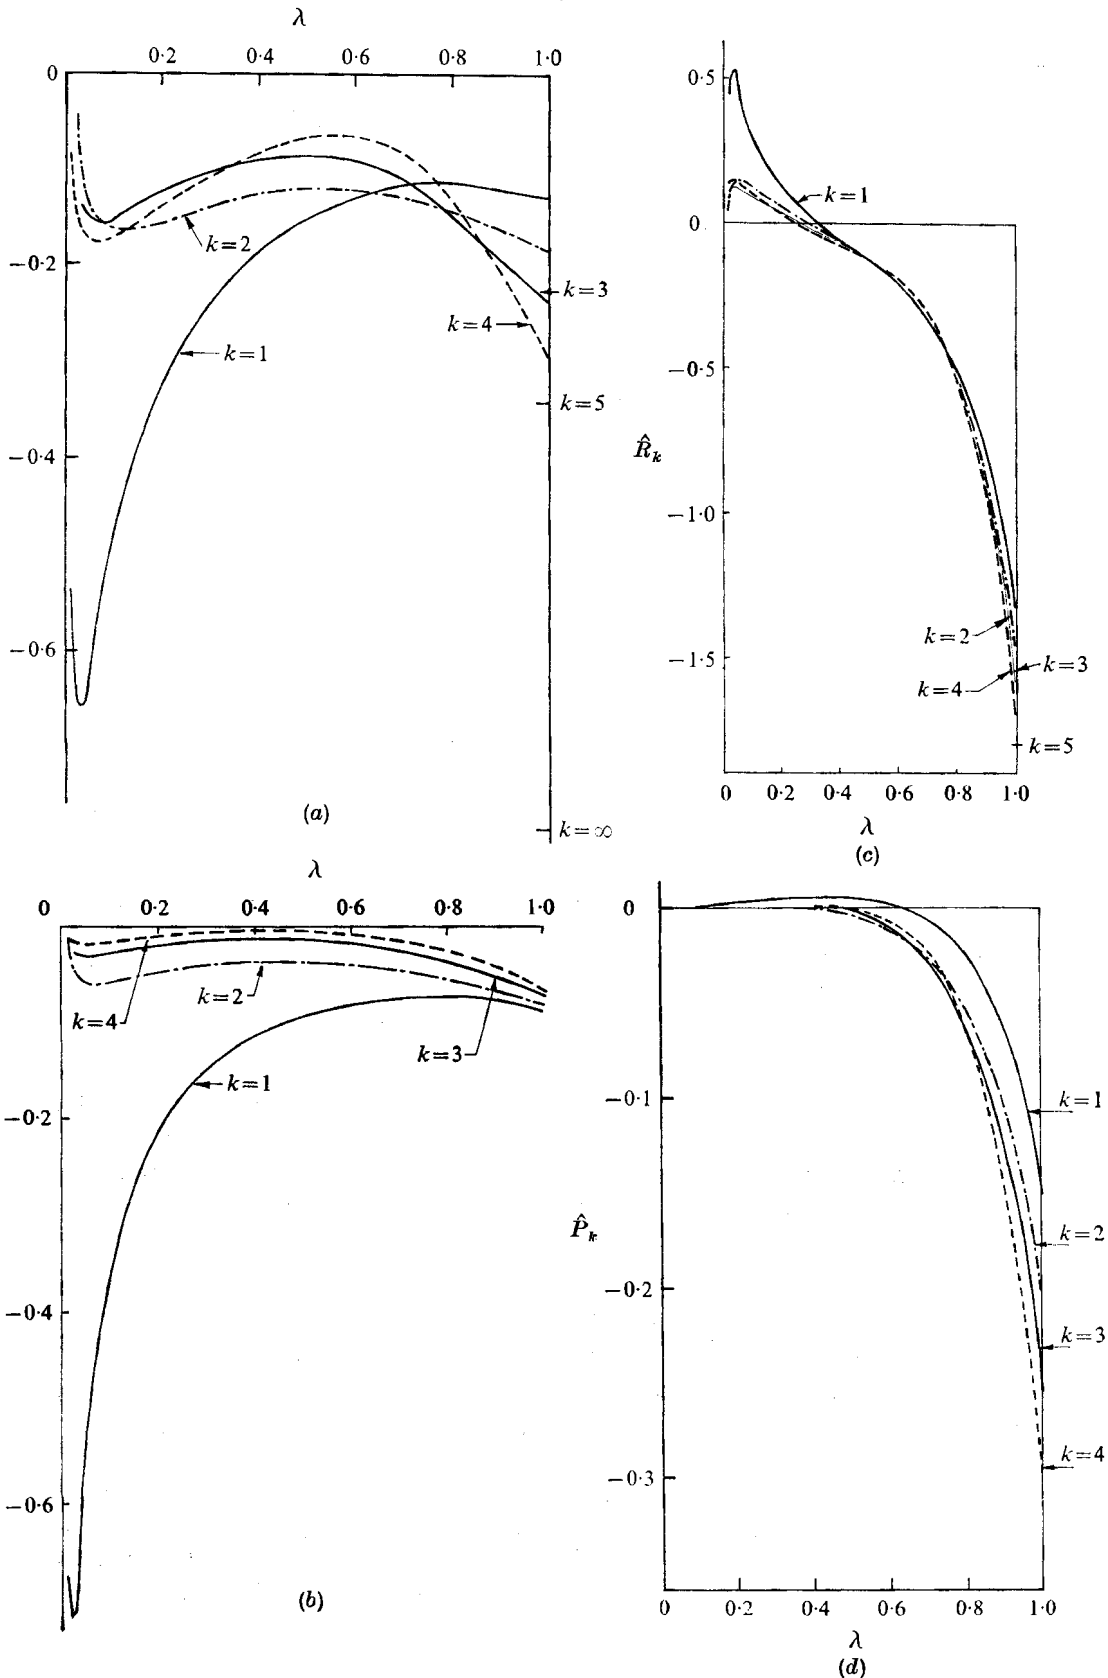 λ
0·2 0·4 0·6 0·8 1·0
0
−0·2
−0·4
−0·6
k=2
k=1
k=3
k=4
k=5
k=∞
(a)
0·5
0
−0·5
−1·0
−1·5
R̂ₖ
k=1
k=2
k=3
k=4
k=5
0 0·2 0·4 0·6 0·8 1·0
λ
(c)
λ
0 0·2 0·4 0·6 0·8 1·0
−0·2
−0·4
−0·6
k=4
k=2
k=3
k=1
(b)
0
−0·1
−0·2
−0·3
P̂ₖ
k=1
k=2
k=3
k=4
0 0·2 0·4 0·6 0·8 1·0
λ
(d)